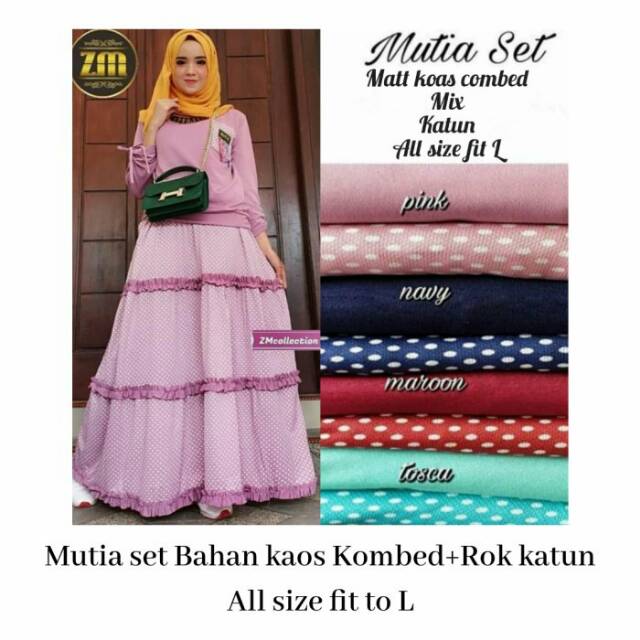 ZM
Mutia Set
Matt koas combed
Mix
Katun
All size fit L
pink
navy
maroon
tosca
ZMcollection
Mutia set Bahan kaos Kombed+Rok katun
All size fit to L